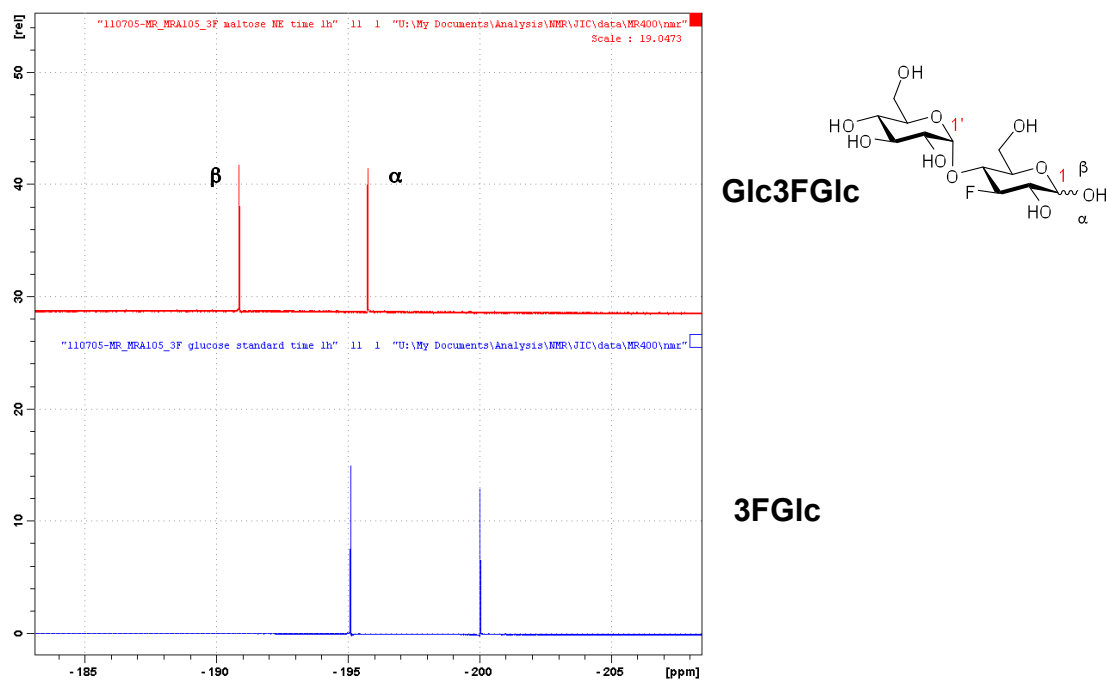 "110705-MR_MRA105_3F maltose NE time 1h" 11 1 "U:\My Documents\Analysis\NMR\JIC\data\MR400\nmr"
Scale : 19.0473
[rel]
50
40
30
20
10
0
β
α
"110705-MR_MRA105_3F glucose standard time 1h" 11 1 "U:\My Documents\Analysis\NMR\JIC\data\MR400\nmr"
-185
-190
-195
-200
-205
[ppm]
Glc3FGlc
3FGlc
OH
HO
HO
HO
O
1'
O
OH
O
1
β
OH
α
F
HO